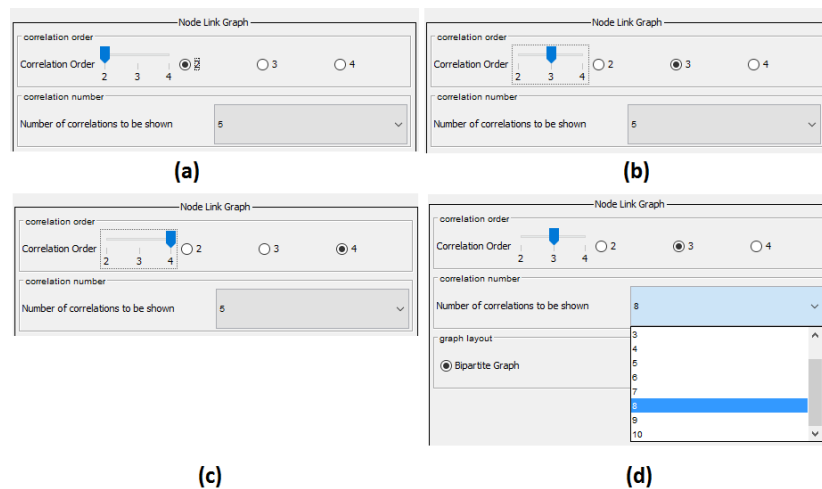 Node Link Graph
correlation order
Correlation Order 2 3 4 2 3 4
correlation number
Number of correlations to be shown 5
(a)
Node Link Graph
correlation order
Correlation Order 2 3 4 2 3 4
correlation number
Number of correlations to be shown 5
(b)
Node Link Graph
correlation order
Correlation Order 2 3 4 2 3 4
correlation number
Number of correlations to be shown 5
(c)
Node Link Graph
correlation order
Correlation Order 2 3 4 2 3 4
correlation number
Number of correlations to be shown 8
graph layout
Bipartite Graph
3
4
5
6
7
8
9
10
(d)